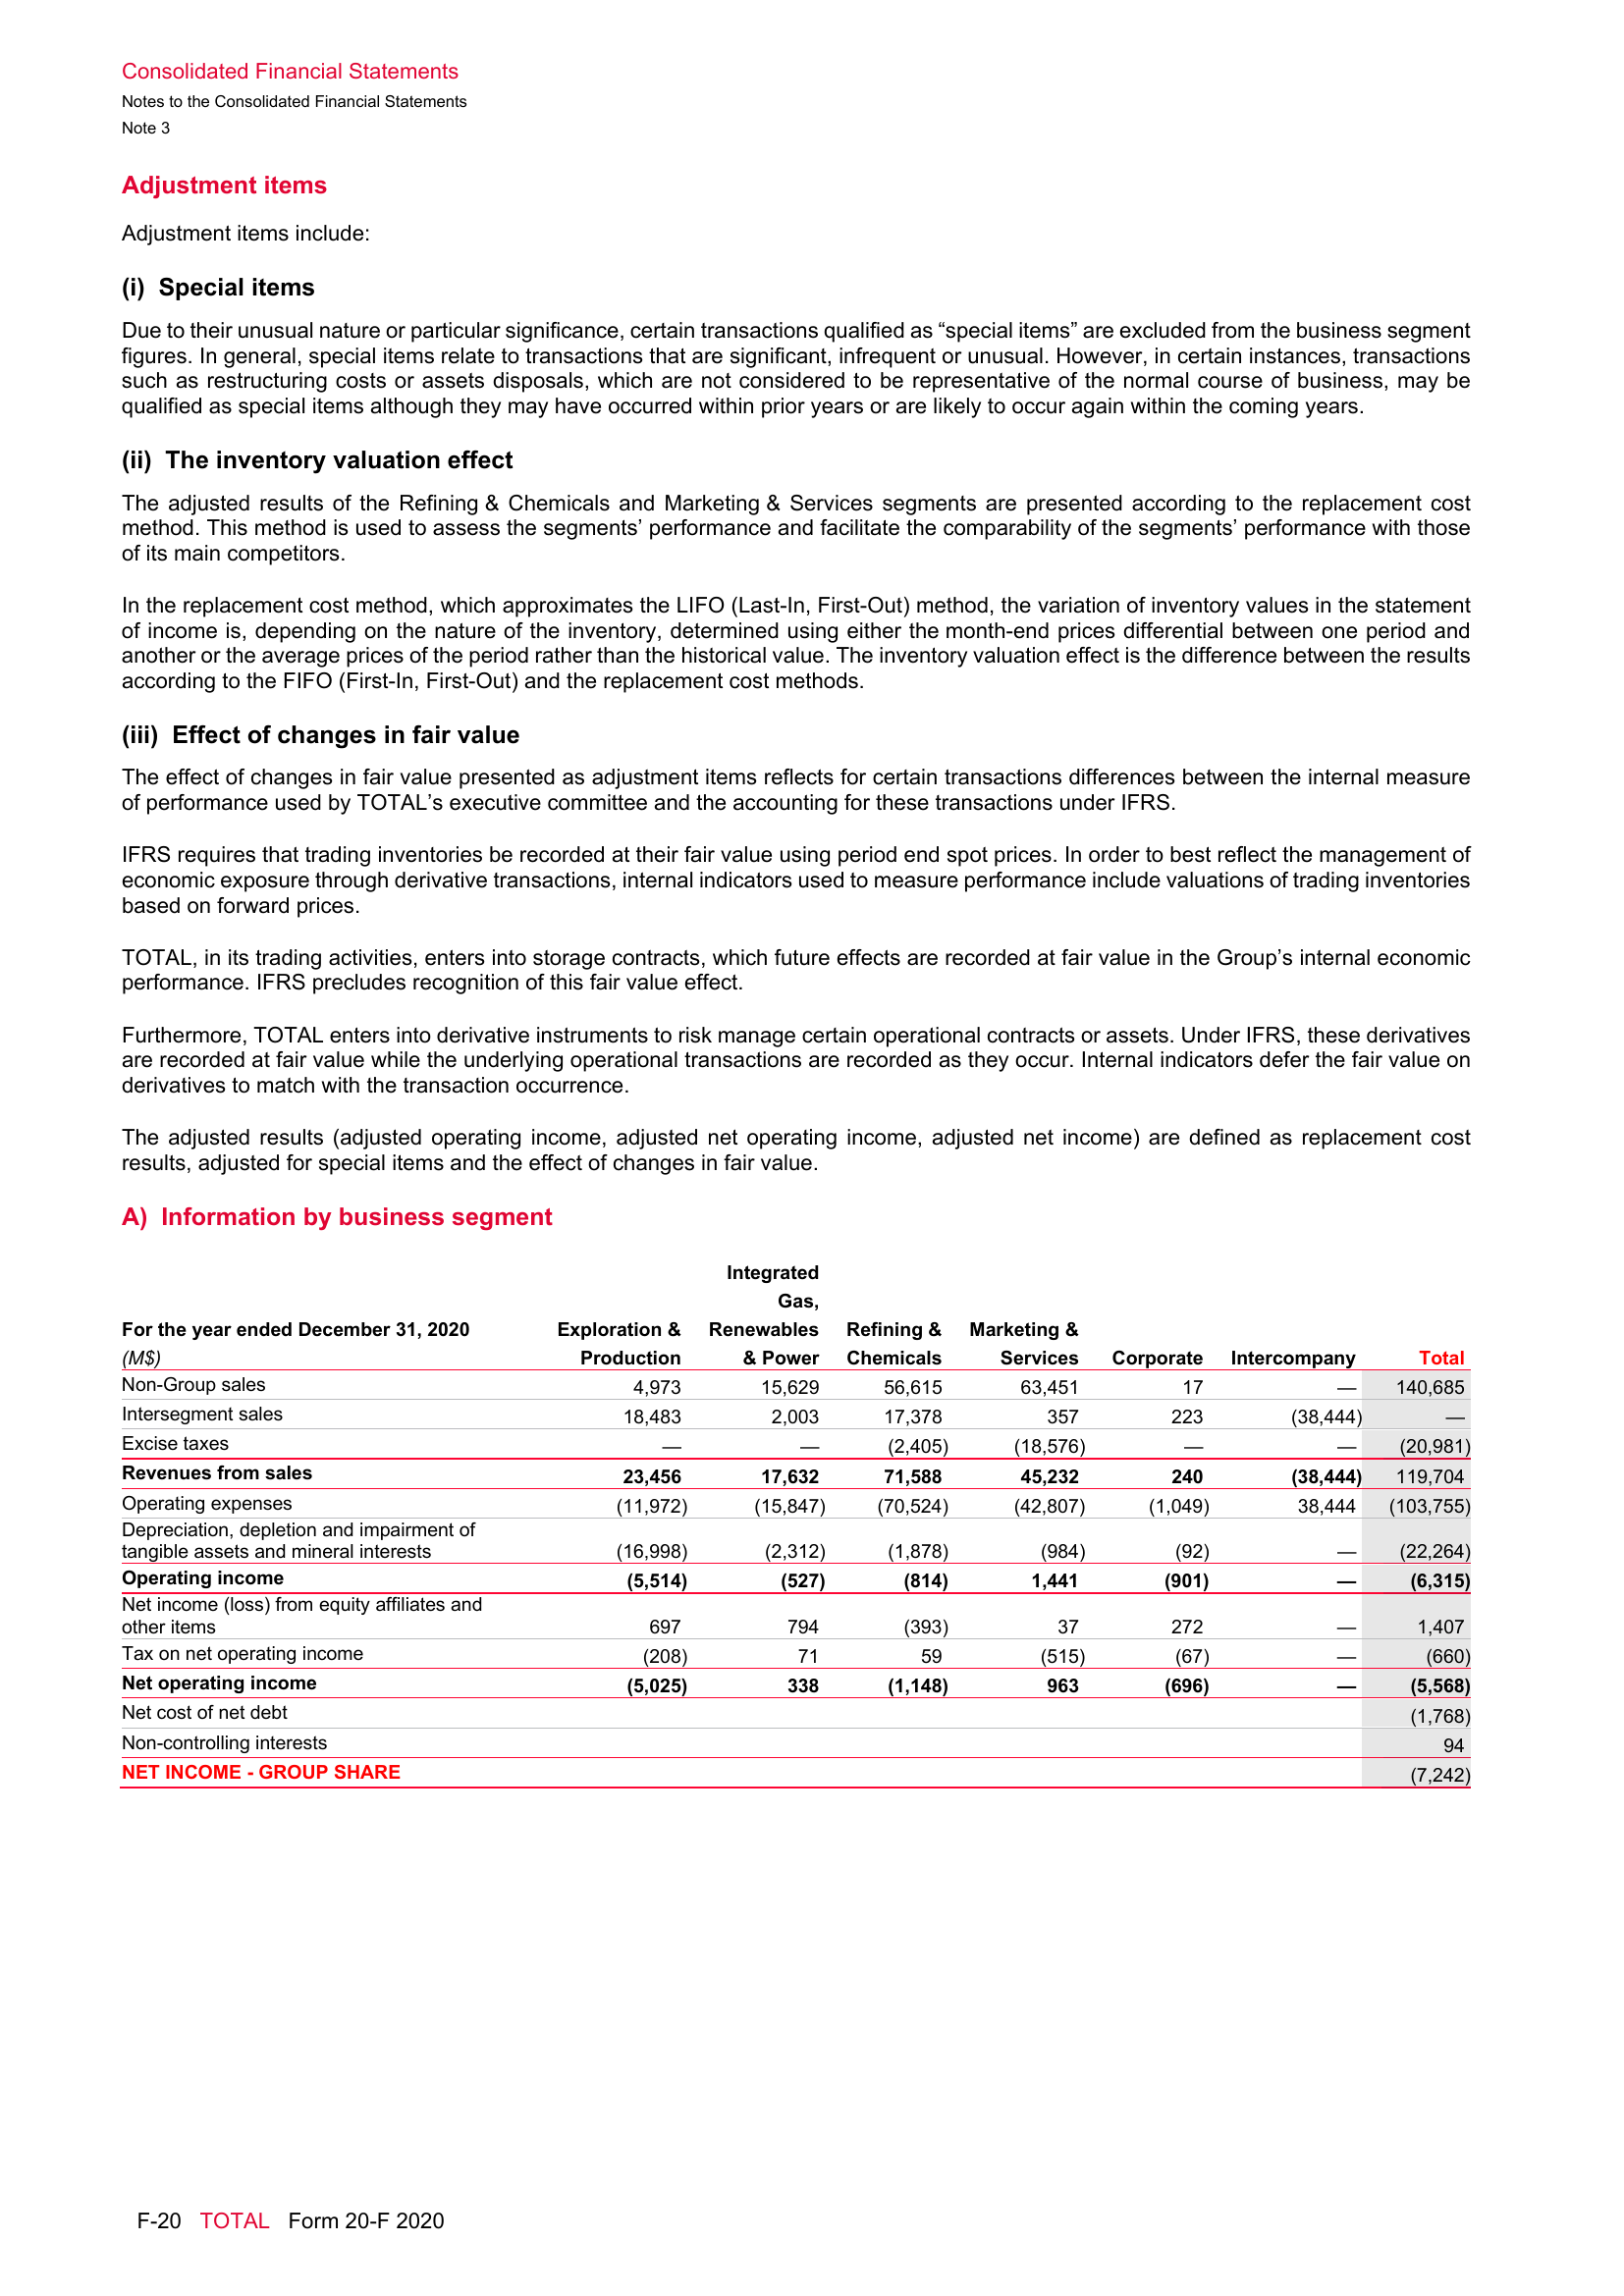 Consolidated Financial Statements
Notes to the Consolidated Financial Statements
Note 3
Adjustment items
Adjustment items include:
(i) Special items
Due to their unusual nature or particular significance, certain transactions qualified as “special items” are excluded from the business segment
figures. In general, special items relate to transactions that are significant, infrequent or unusual. However, in certain instances, transactions
such as restructuring costs or assets disposals, which are not considered to be representative of the normal course of business, may be
qualified as special items although they may have occurred within prior years or are likely to occur again within the coming years.
(ii) The inventory valuation effect
The adjusted results of the Refining & Chemicals and Marketing & Services segments are presented according to the replacement cost
method. This method is used to assess the segments’ performance and facilitate the comparability of the segments’ performance with those
of its main competitors.
In the replacement cost method, which approximates the LIFO (Last-In, First-Out) method, the variation of inventory values in the statement
of income is, depending on the nature of the inventory, determined using either the month-end prices differential between one period and
another or the average prices of the period rather than the historical value. The inventory valuation effect is the difference between the results
according to the FIFO (First-In, First-Out) and the replacement cost methods.
(iii) Effect of changes in fair value
The effect of changes in fair value presented as adjustment items reflects for certain transactions differences between the internal measure
of performance used by TOTAL’s executive committee and the accounting for these transactions under IFRS.
IFRS requires that trading inventories be recorded at their fair value using period end spot prices. In order to best reflect the management of
economic exposure through derivative transactions, internal indicators used to measure performance include valuations of trading inventories
based on forward prices.
TOTAL, in its trading activities, enters into storage contracts, which future effects are recorded at fair value in the Group’s internal economic
performance. IFRS precludes recognition of this fair value effect.
Furthermore, TOTAL enters into derivative instruments to risk manage certain operational contracts or assets. Under IFRS, these derivatives
are recorded at fair value while the underlying operational transactions are recorded as they occur. Internal indicators defer the fair value on
derivatives to match with the transaction occurrence.
The adjusted results (adjusted operating income, adjusted net operating income, adjusted net income) are defined as replacement cost
results, adjusted for special items and the effect of changes in fair value.
A) Information by business segment
Integrated
Gas,
For the year ended December 31, 2020 Exploration & Renewables Refining & Marketing &
(M$) Production & Power Chemicals Services Corporate Intercompany Total
Non-Group sales 4,973 15,629 56,615 63,451 17 — 140,685
Intersegment sales 18,483 2,003 17,378 357 223 (38,444) —
Excise taxes — — (2,405) (18,576) — — (20,981)
Revenues from sales 23,456 17,632 71,588 45,232 240 (38,444) 119,704
Operating expenses (11,972) (15,847) (70,524) (42,807) (1,049) 38,444 (103,755)
Depreciation, depletion and impairment of
tangible assets and mineral interests (16,998) (2,312) (1,878) (984) (92) — (22,264)
Operating income (5,514) (527) (814) 1,441 (901) — (6,315)
Net income (loss) from equity affiliates and
other items 697 794 (393) 37 272 — 1,407
Tax on net operating income (208) 71 59 (515) (67) — (660)
Net operating income (5,025) 338 (1,148) 963 (696) — (5,568)
Net cost of net debt (1,768)
Non-controlling interests 94
NET INCOME - GROUP SHARE (7,242)
F-20 TOTAL Form 20-F 2020